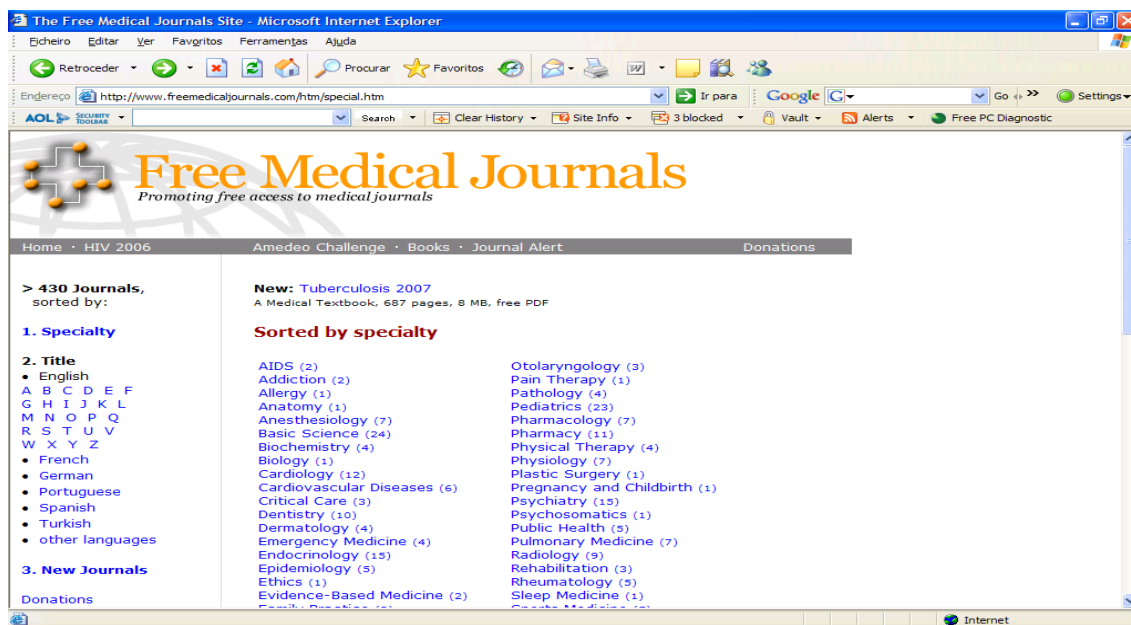 The Free Medical Journals Site - Microsoft Internet Explorer
Ficheiro Editar Ver Favoritos Ferramentas Ajuda
Retroceder Procurar Favoritos
Endereço http://www.freemedicaljournals.com/htm/special.htm Ir para Google G Go >> Settings
AOL SECURITY TOOLBAR Search Clear History Site Info 3 blocked Vault Alerts Free PC Diagnostic
Free Medical Journals
Promoting free access to medical journals
Home · HIV 2006 Amedeo Challenge · Books · Journal Alert Donations
> 430 Journals,
sorted by:
1. Specialty
2. Title
• English
A B C D E F
G H I J K L
M N O P Q
R S T U V
W X Y Z
• French
• German
• Portuguese
• Spanish
• Turkish
• other languages
3. New Journals
Donations
New: Tuberculosis 2007
A Medical Textbook, 687 pages, 8 MB, free PDF
Sorted by specialty
AIDS (2)
Addiction (2)
Allergy (1)
Anatomy (1)
Anesthesiology (7)
Basic Science (24)
Biochemistry (4)
Biology (1)
Cardiology (12)
Cardiovascular Diseases (6)
Critical Care (3)
Dentistry (10)
Dermatology (4)
Emergency Medicine (4)
Endocrinology (15)
Epidemiology (5)
Ethics (1)
Evidence-Based Medicine (2)
Otolaryngology (3)
Pain Therapy (1)
Pathology (4)
Pediatrics (23)
Pharmacology (7)
Pharmacy (11)
Physical Therapy (4)
Physiology (7)
Plastic Surgery (1)
Pregnancy and Childbirth (1)
Psychiatry (15)
Psychosomatics (1)
Public Health (5)
Pulmonary Medicine (7)
Radiology (9)
Rehabilitation (3)
Rheumatology (5)
Sleep Medicine (1)
Internet